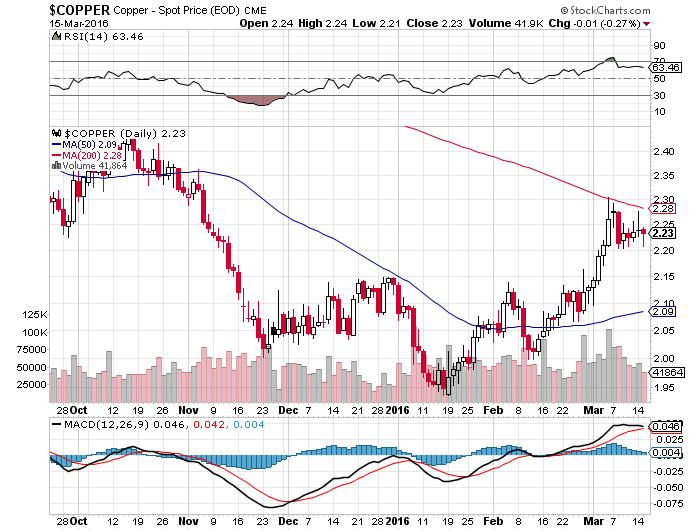 $COPPER Copper - Spot Price (EOD) CME © StockCharts.com
15-Mar-2016 Open 2.24 High 2.24 Low 2.21 Close 2.23 Volume 41.9K Chg -0.01 (-0.27%)
RSI(14) 63.46
90
70
63.46
50
30
10
$COPPER (Daily) 2.23
MA(50) 2.09
MA(200) 2.28
Volume 41,864
2.40
2.35
2.30
2.28
2.25
2.23
2.20
2.15
2.10
2.09
2.05
2.00
1.95
125K
100K
75000
50000
25000
41864
28 Oct 12 19 26 Nov 9 16 23 Dec 7 14 21 28 2016 11 19 25 Feb 8 16 22 Mar 7 14
MACD(12,26,9) 0.046, 0.042, 0.004
0.046
0.025
0.004
-0.025
-0.050
-0.075
28 Oct 12 19 26 Nov 9 16 23 Dec 7 14 21 28 2016 11 19 25 Feb 8 16 22 Mar 7 14